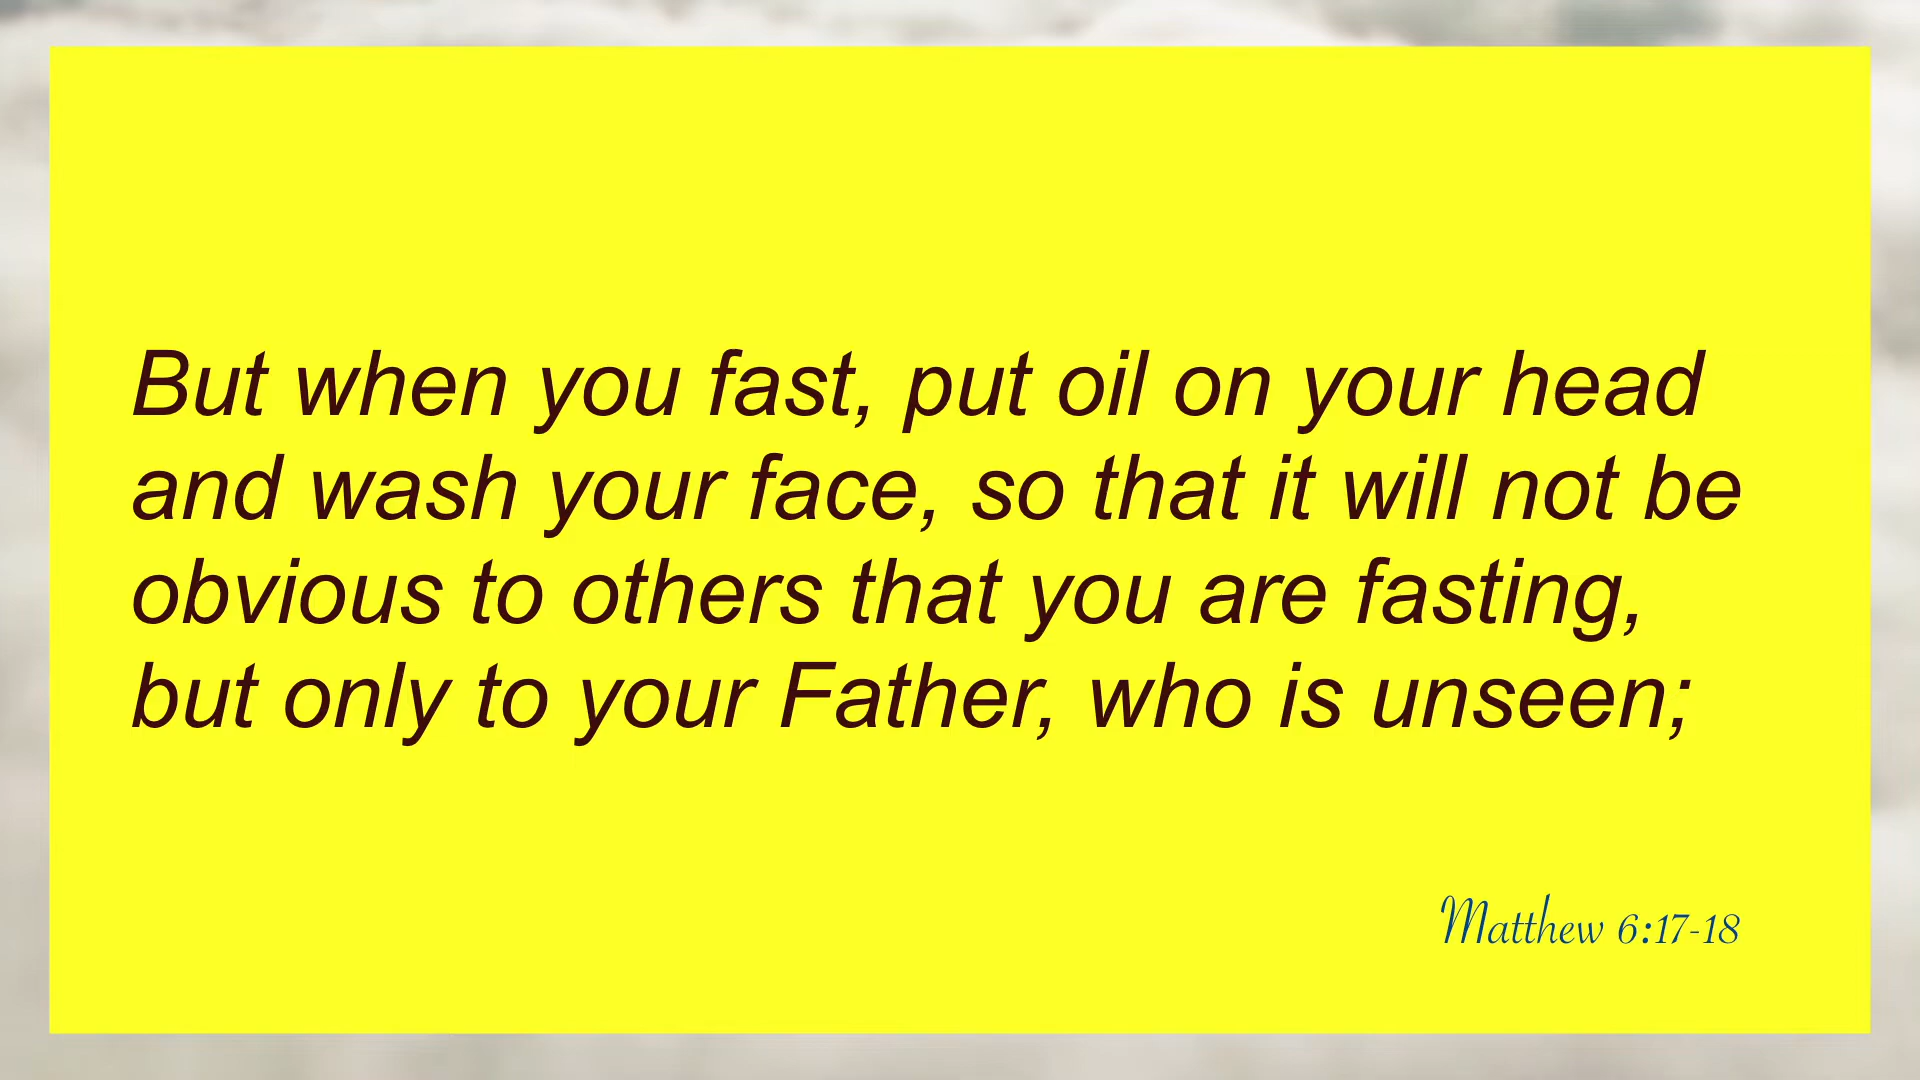 But when you fast, put oil on your head
and wash your face, so that it will not be
obvious to others that you are fasting,
but only to your Father, who is unseen;
Matthew 6:17-18